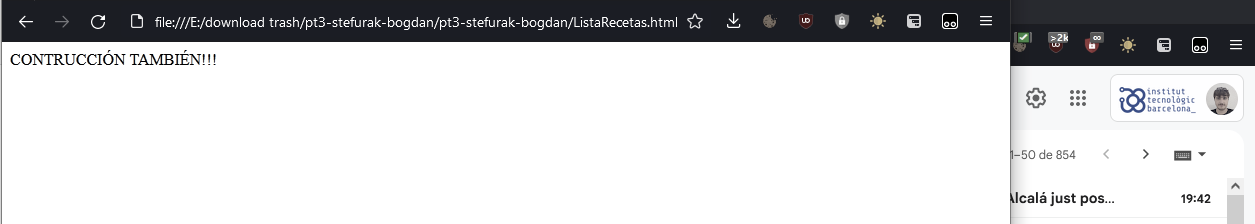 file:///E:/download trash/pt3-stefurak-bogdan/pt3-stefurak-bogdan/ListaRecetas.html
CONTRUCCIÓN TAMBIÉN!!!
>2k
∞
institut
tecnològic
barcelona_
1–50 de 854
Alcalá just pos...
19:42